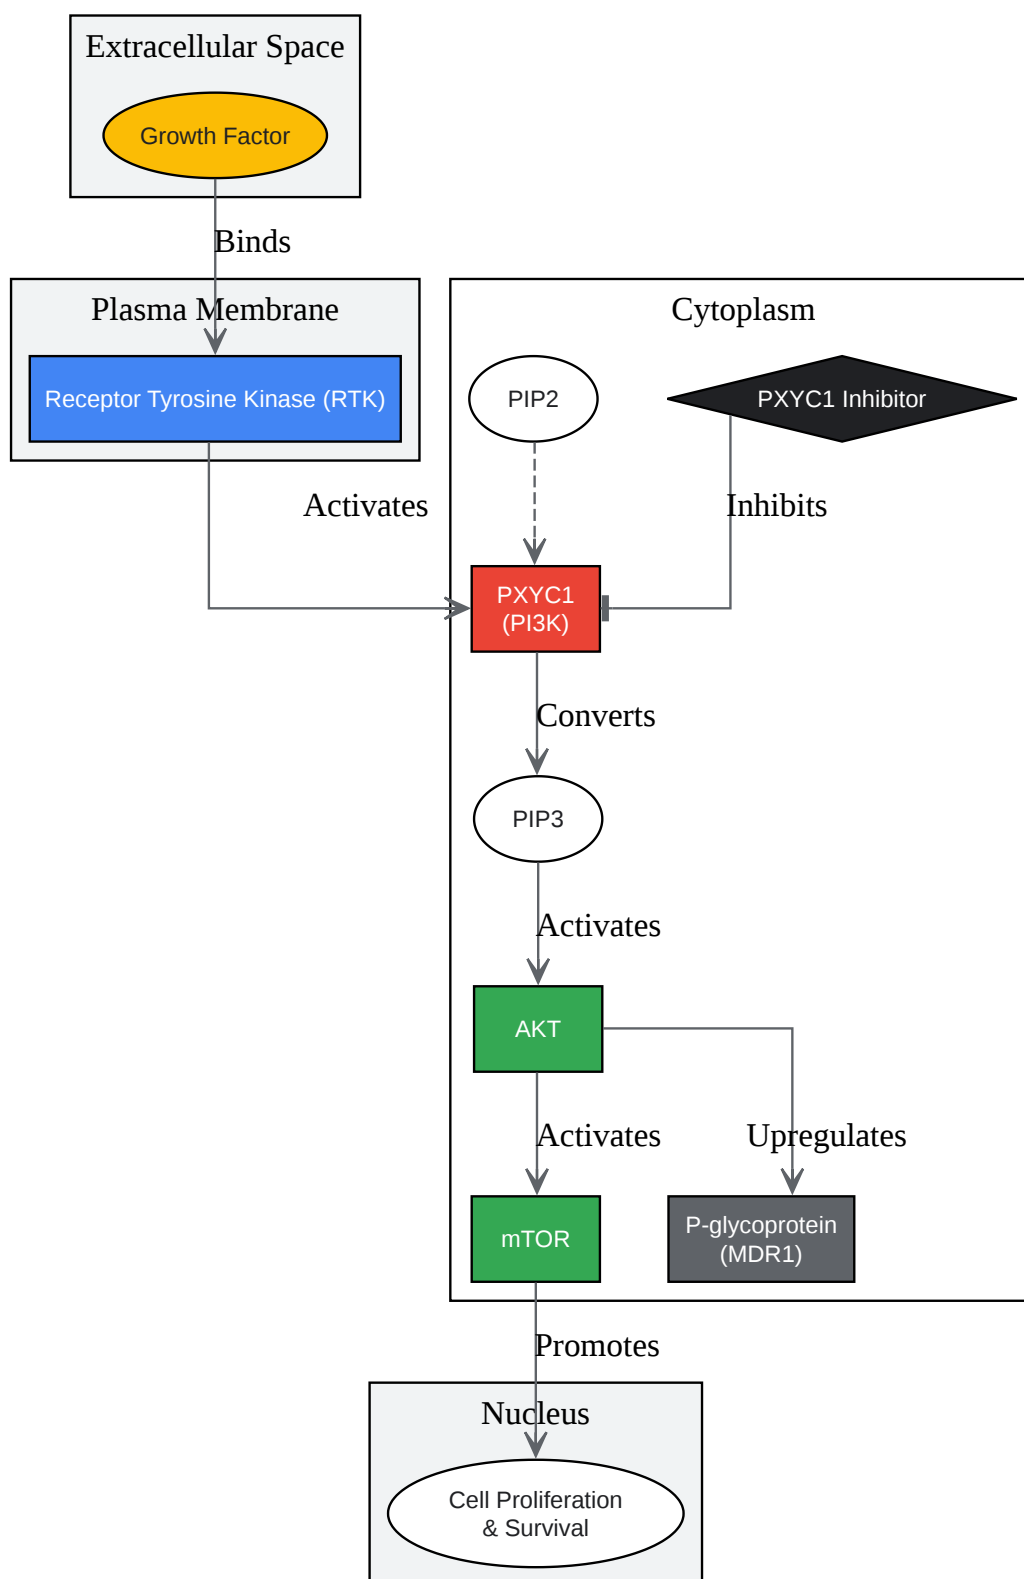 Extracellular Space
Growth Factor
Binds
Plasma Membrane
Cytoplasm
Receptor Tyrosine Kinase (RTK)
PIP2
PXYC1 Inhibitor
Activates
Inhibits
PXYC1
(PI3K)
Converts
PIP3
Activates
AKT
Activates
Upregulates
mTOR
P-glycoprotein
(MDR1)
Promotes
Nucleus
Cell Proliferation
& Survival